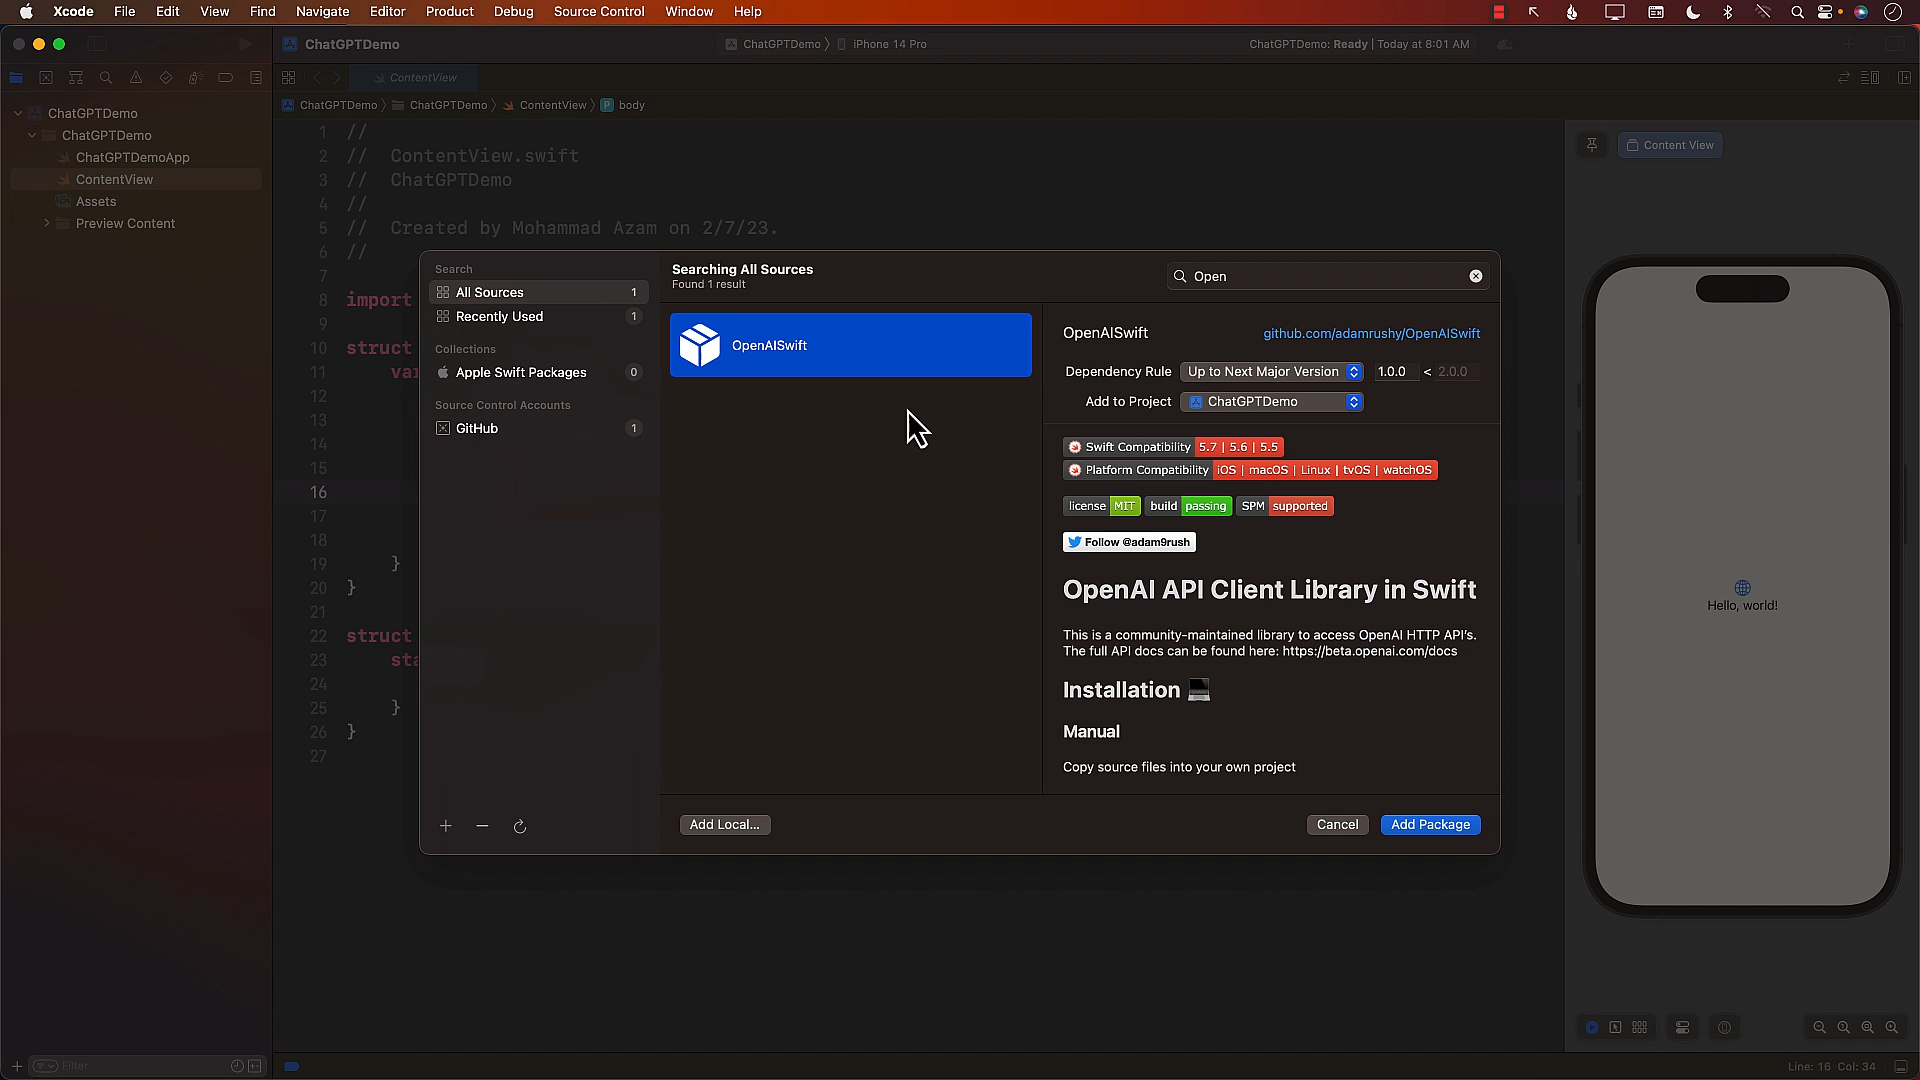 Xcode File Edit View Find Navigate Editor Product Debug Source Control Window Help
ChatGPTDemo
ChatGPTDemo 〉 iPhone 14 Pro
ChatGPTDemo: Ready | Today at 8:01 AM
ContentView
ChatGPTDemo 〉 ChatGPTDemo 〉 ContentView 〉 P body
ChatGPTDemo
ChatGPTDemo
ChatGPTDemoApp
ContentView
Assets
Preview Content
Filter
1 //
2 // ContentView.swift
3 // ChatGPTDemo
4 //
5 // Created by Mohammad Azam on 2/7/23.
6 //
7
8 import
9
10 struct
11 var
12
13
14
15
16
17
18
19 }
20 }
21
22 struct
23 sta
24
25 }
26 }
27
Search
All Sources 1
Recently Used 1
Collections
Apple Swift Packages 0
Source Control Accounts
GitHub 1
Searching All Sources
Found 1 result
Open
OpenAISwift
OpenAISwift github.com/adamrushy/OpenAISwift
Dependency Rule Up to Next Major Version 1.0.0 < 2.0.0
Add to Project ChatGPTDemo
Swift Compatibility 5.7 | 5.6 | 5.5
Platform Compatibility iOS | macOS | Linux | tvOS | watchOS
license MIT build passing SPM supported
Follow @adam9rush
OpenAI API Client Library in Swift
This is a community-maintained library to access OpenAI HTTP API's.
The full API docs can be found here: https://beta.openai.com/docs
Installation
Manual
Copy source files into your own project
Add Local... Cancel Add Package
Content View
Hello, world!
Line: 16 Col: 34